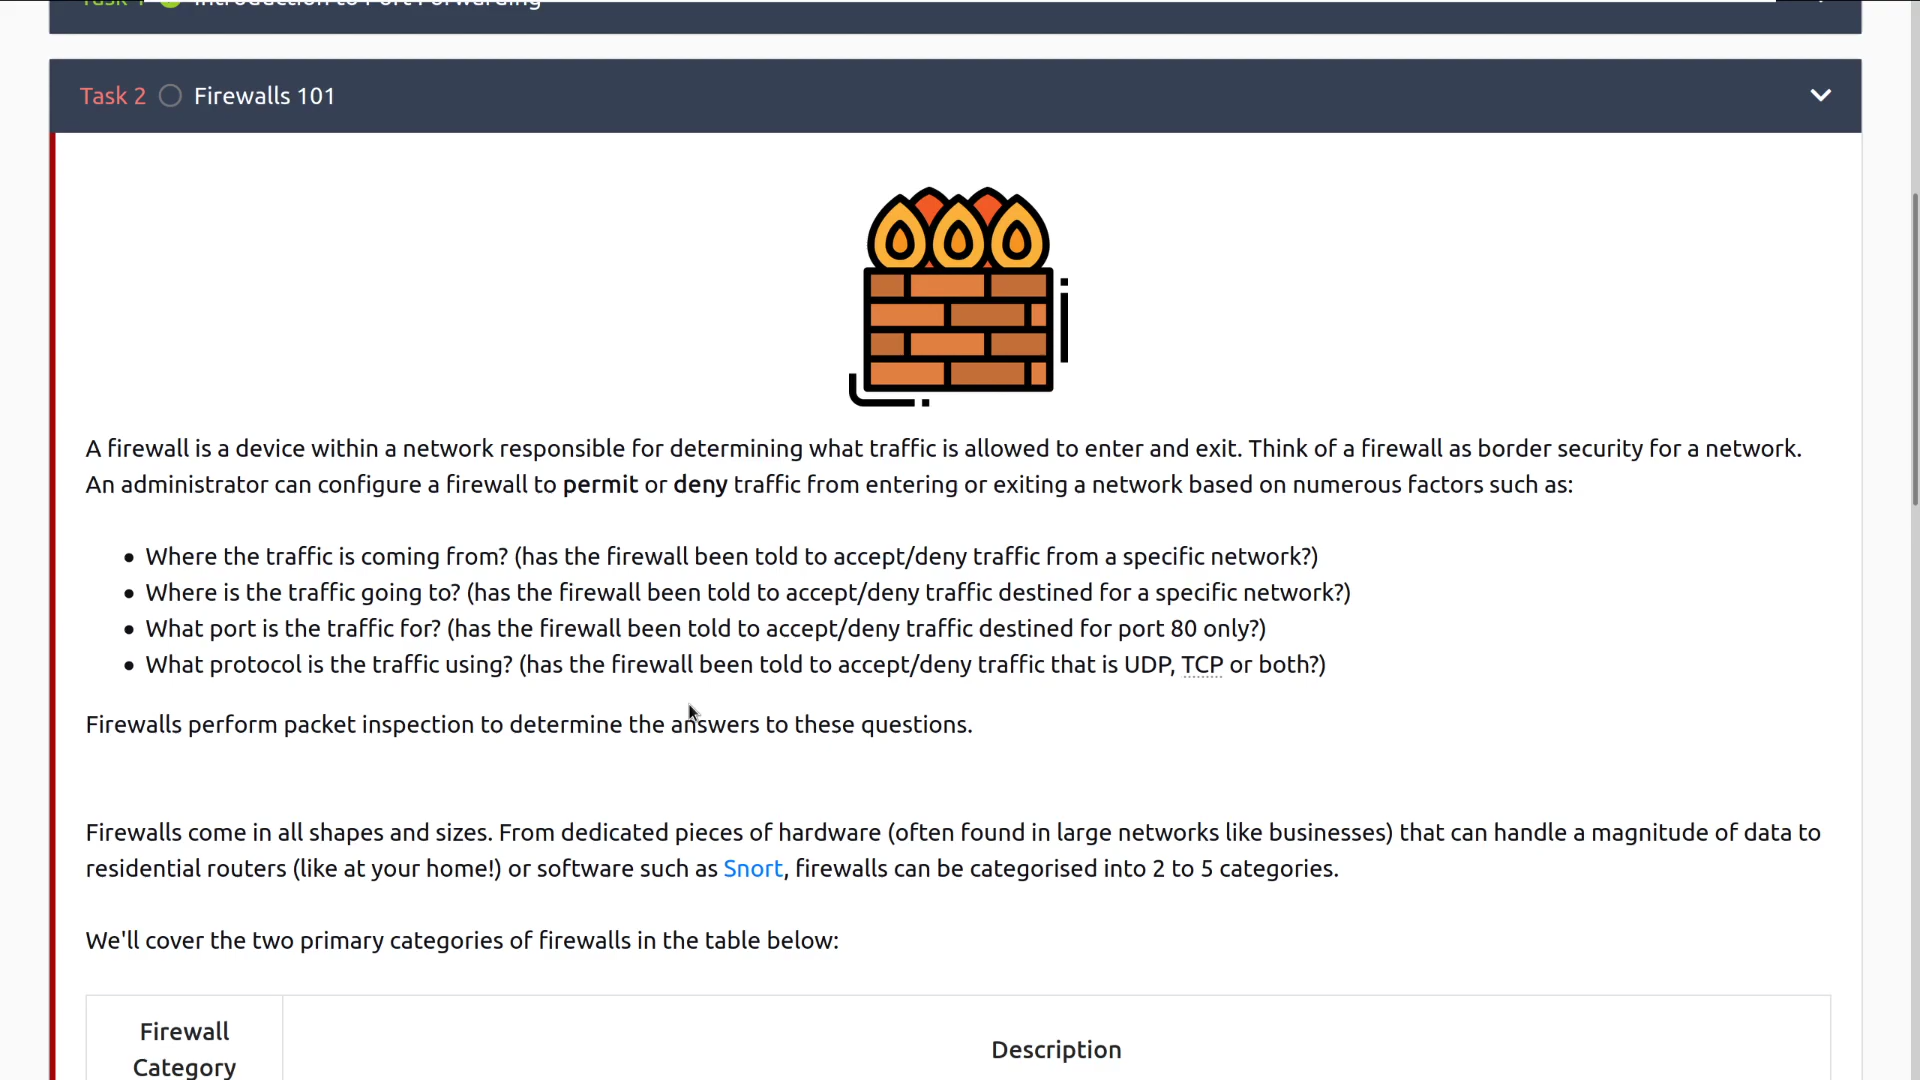 Task 1 Introduction to Port Forwarding
Task 2 Firewalls 101
A firewall is a device within a network responsible for determining what traffic is allowed to enter and exit. Think of a firewall as border security for a network.
An administrator can configure a firewall to permit or deny traffic from entering or exiting a network based on numerous factors such as:
• Where the traffic is coming from? (has the firewall been told to accept/deny traffic from a specific network?)
• Where is the traffic going to? (has the firewall been told to accept/deny traffic destined for a specific network?)
• What port is the traffic for? (has the firewall been told to accept/deny traffic destined for port 80 only?)
• What protocol is the traffic using? (has the firewall been told to accept/deny traffic that is UDP, TCP or both?)
Firewalls perform packet inspection to determine the answers to these questions.
Firewalls come in all shapes and sizes. From dedicated pieces of hardware (often found in large networks like businesses) that can handle a magnitude of data to
residential routers (like at your home!) or software such as Snort, firewalls can be categorised into 2 to 5 categories.
We'll cover the two primary categories of firewalls in the table below:
Firewall
Category
Description